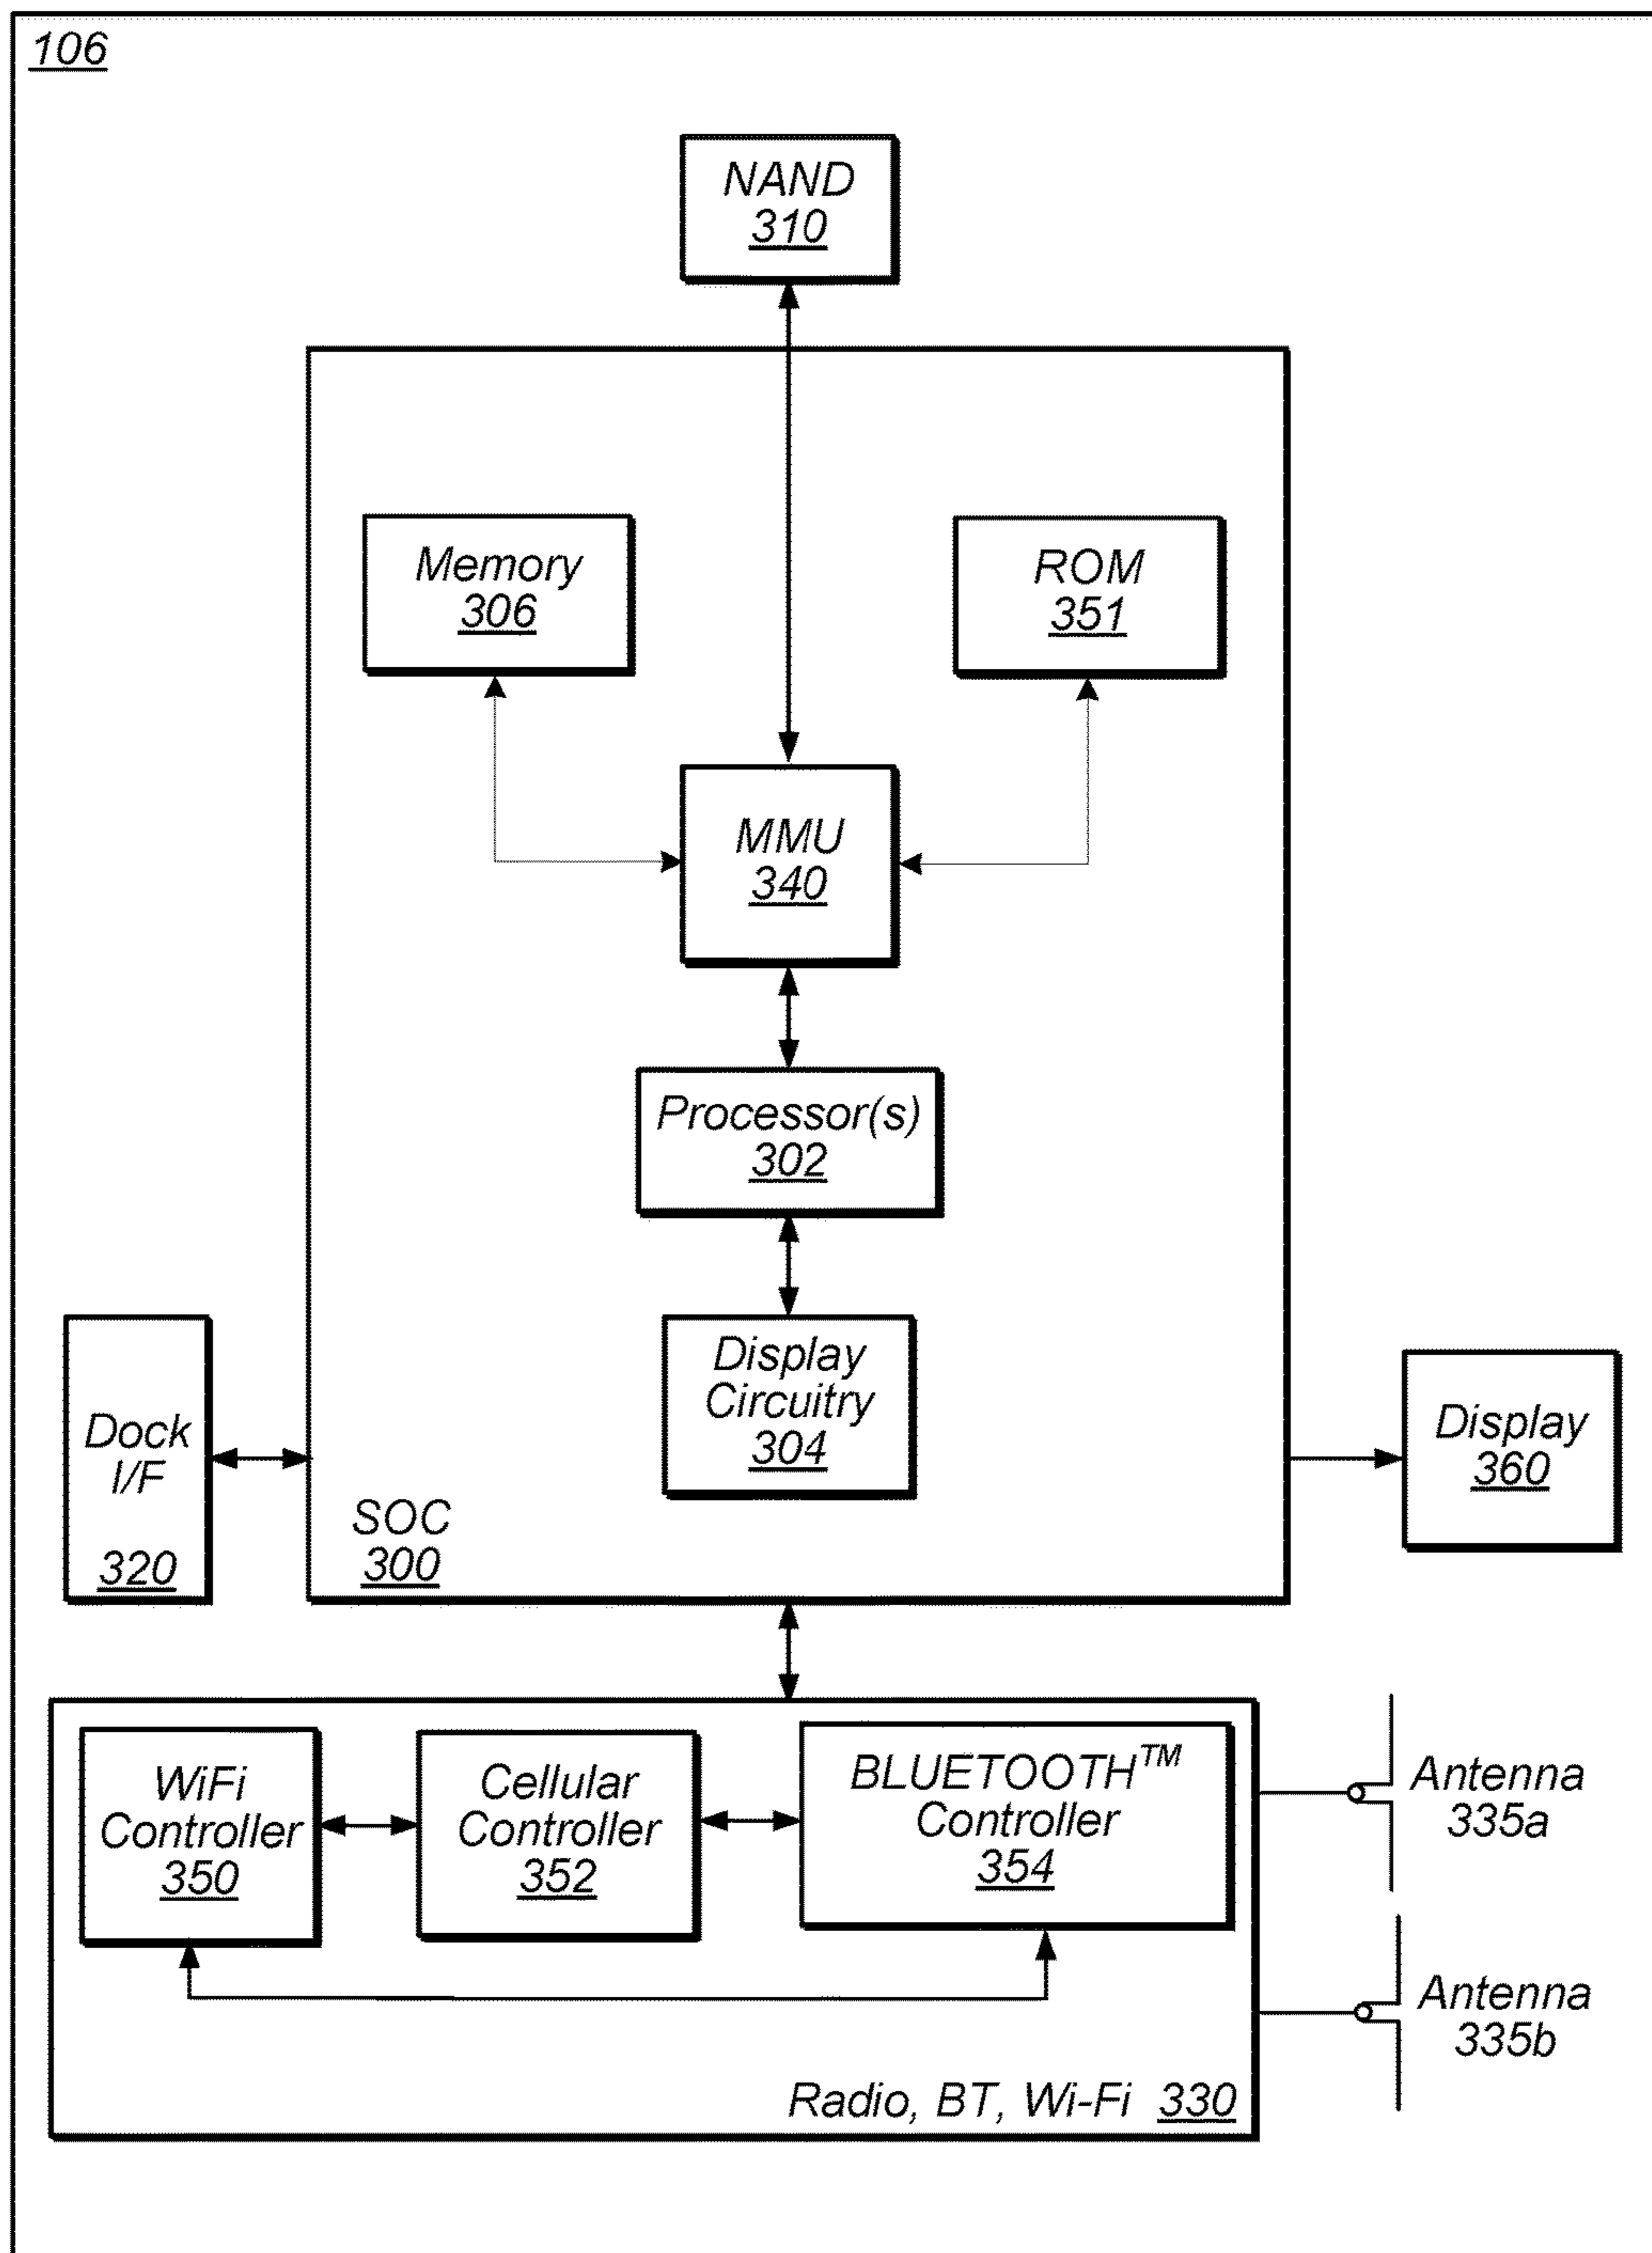 106
NAND
310
Memory
306
ROM
351
MMU
340
Processor(s)
302
Display
Circuitry
304
Dock
I/F
320
SOC
300
Display
360
WiFi
Controller
350
Cellular
Controller
352
BLUETOOTH™
Controller
354
Antenna
335a
Antenna
335b
Radio, BT, Wi-Fi 330